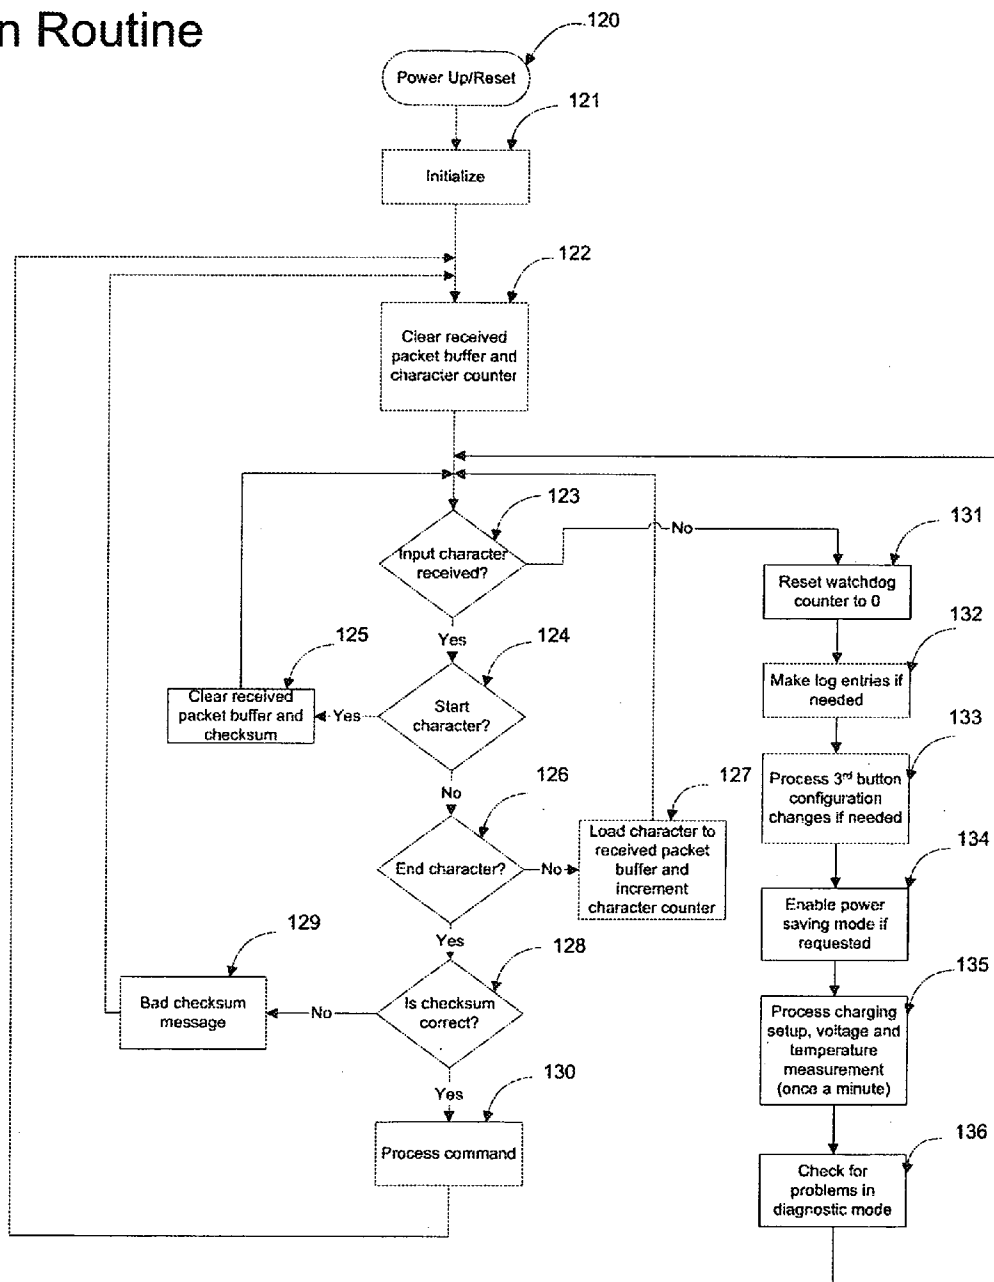 n Routine
120
Power Up/Reset
121
Initialize
122
Clear received
packet buffer and
character counter
123
Input character
received?
No
131
Reset watchdog
counter to 0
Yes
124
125
132
Clear received
packet buffer and
checksum
Yes
Start
character?
Make log entries if
needed
133
No
126
127
Process 3rd button
configuration
changes if needed
End character?
No
Load character to
received packet
buffer and
increment
character counter
134
Enable power
saving mode if
requested
129
Yes
128
135
Bad checksum
message
No
Is checksum
correct?
Process charging
setup, voltage and
temperature
measurement
(once a minute)
Yes
130
Process command
136
Check for
problems in
diagnostic mode